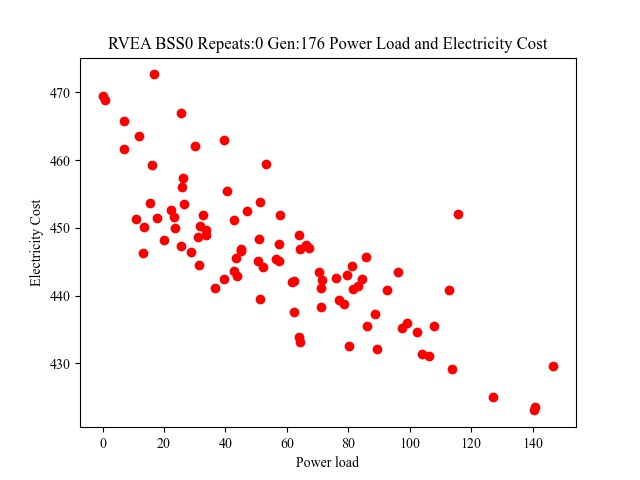 RVEA BSS0 Repeats:0 Gen:176 Power Load and Electricity Cost
470
460
450
440
430
Electricity Cost
0 20 40 60 80 100 120 140
Power load